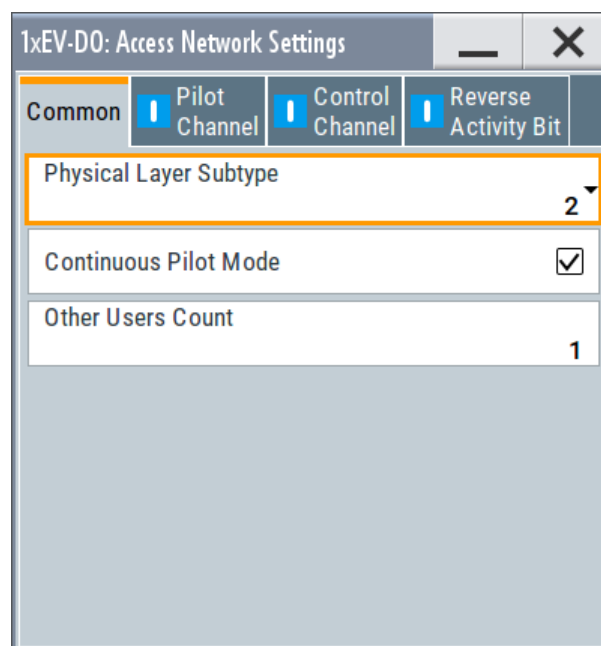 1xEV-DO: Access Network Settings
Common
Pilot
Channel
Control
Channel
Reverse
Activity Bit
Physical Layer Subtype
2
Continuous Pilot Mode
Other Users Count
1